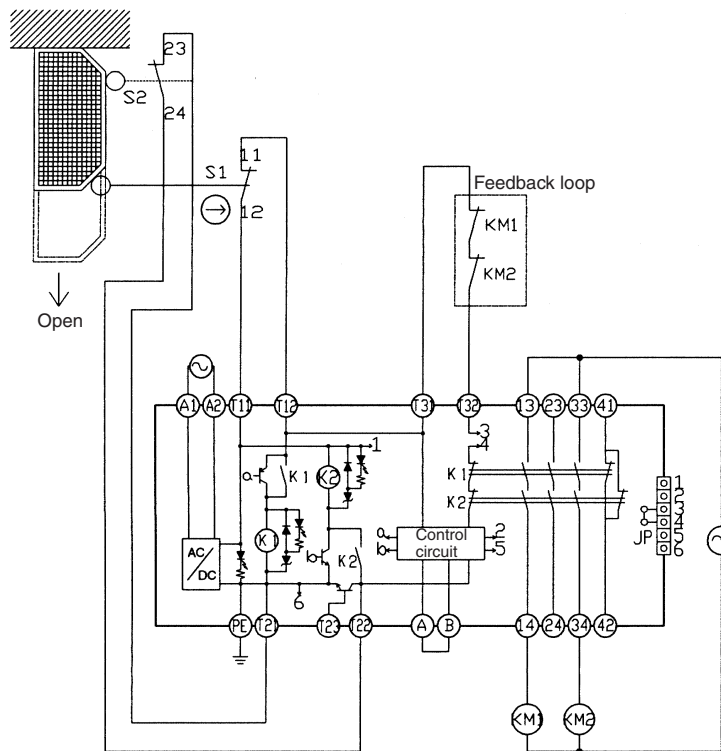 23
S2
24
11
S1
12
Feedback loop
KM1
KM2
Open
A1 A2 T11 T12 T31 T32 13 23 33 41
1
3
4
a
K1
K2
K1
K2
1
2
3
4
5
6
JP
K1
b
K2
a
b
Control
circuit
2
5
AC
DC
6
PE T21 T23 T22 A B 14 24 34 42
KM1 KM2